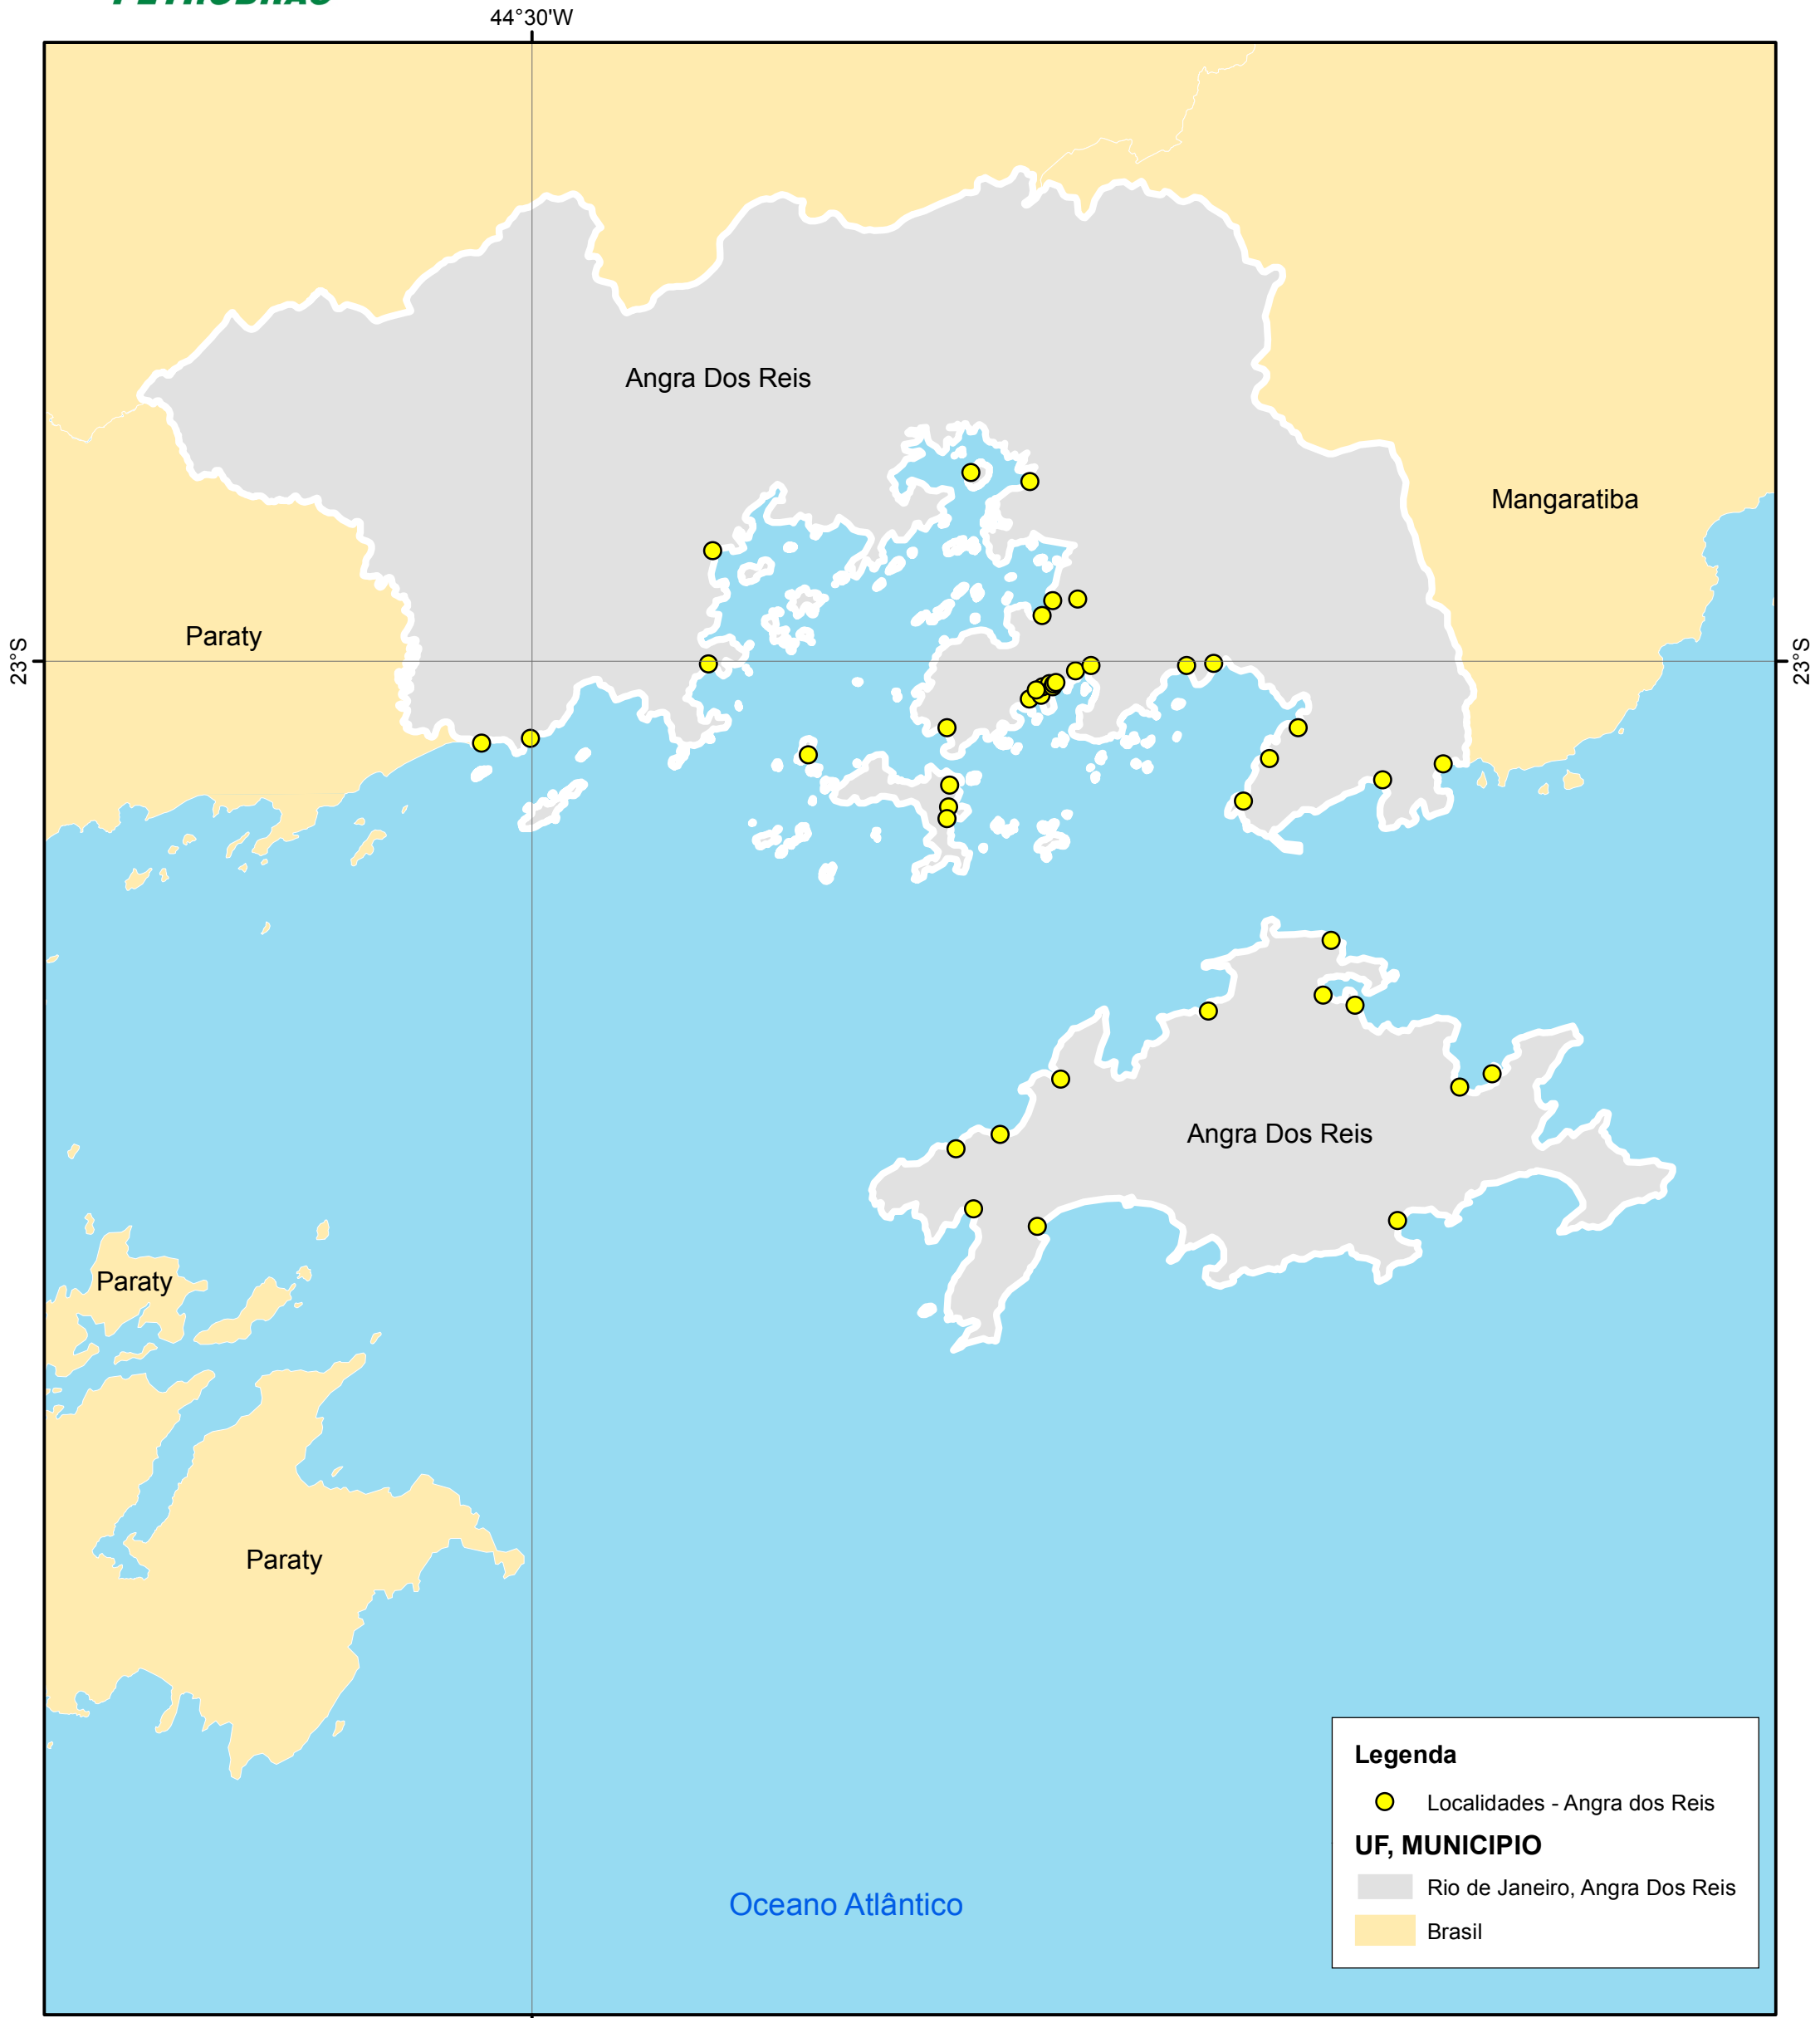 PETROBRAS
44°30'W
Angra Dos Reis
Mangaratiba
Paraty
23°S
23°S
Angra Dos Reis
Paraty
Paraty
Legenda
Localidades - Angra dos Reis
UF, MUNICIPIO
Rio de Janeiro, Angra Dos Reis
Brasil
Oceano Atlântico